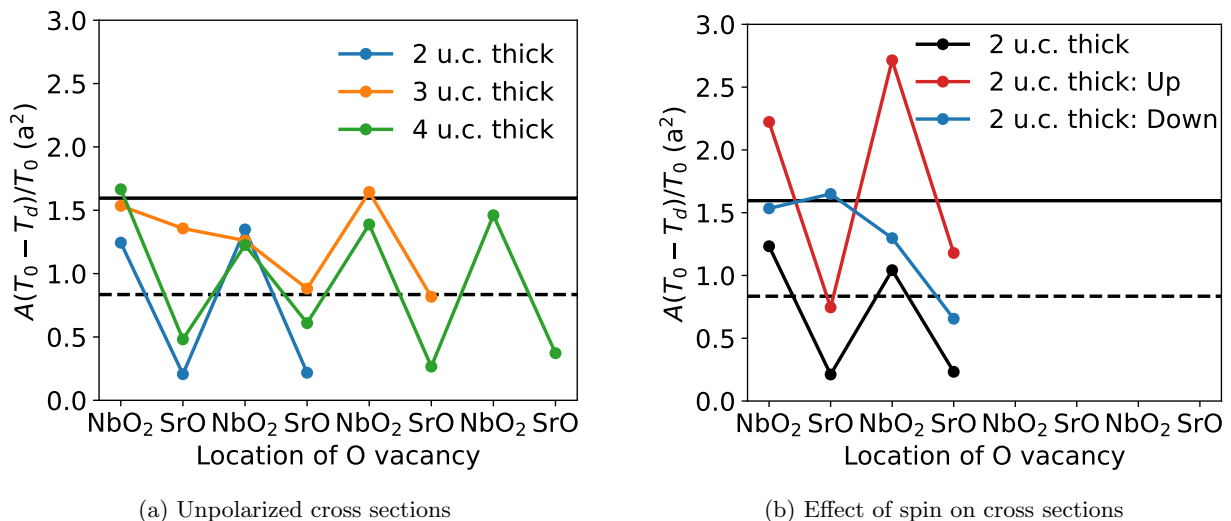 3.0
2.5
2.0
1.5
1.0
0.5
0.0
A(T₀ − T_d)/T₀ (a²)
2 u.c. thick
3 u.c. thick
4 u.c. thick
NbO₂ SrO NbO₂ SrO NbO₂ SrO NbO₂ SrO
Location of O vacancy
(a) Unpolarized cross sections
3.0
2.5
2.0
1.5
1.0
0.5
0.0
A(T₀ − T_d)/T₀ (a²)
2 u.c. thick
2 u.c. thick: Up
2 u.c. thick: Down
NbO₂ SrO NbO₂ SrO NbO₂ SrO NbO₂ SrO
Location of O vacancy
(b) Effect of spin on cross sections